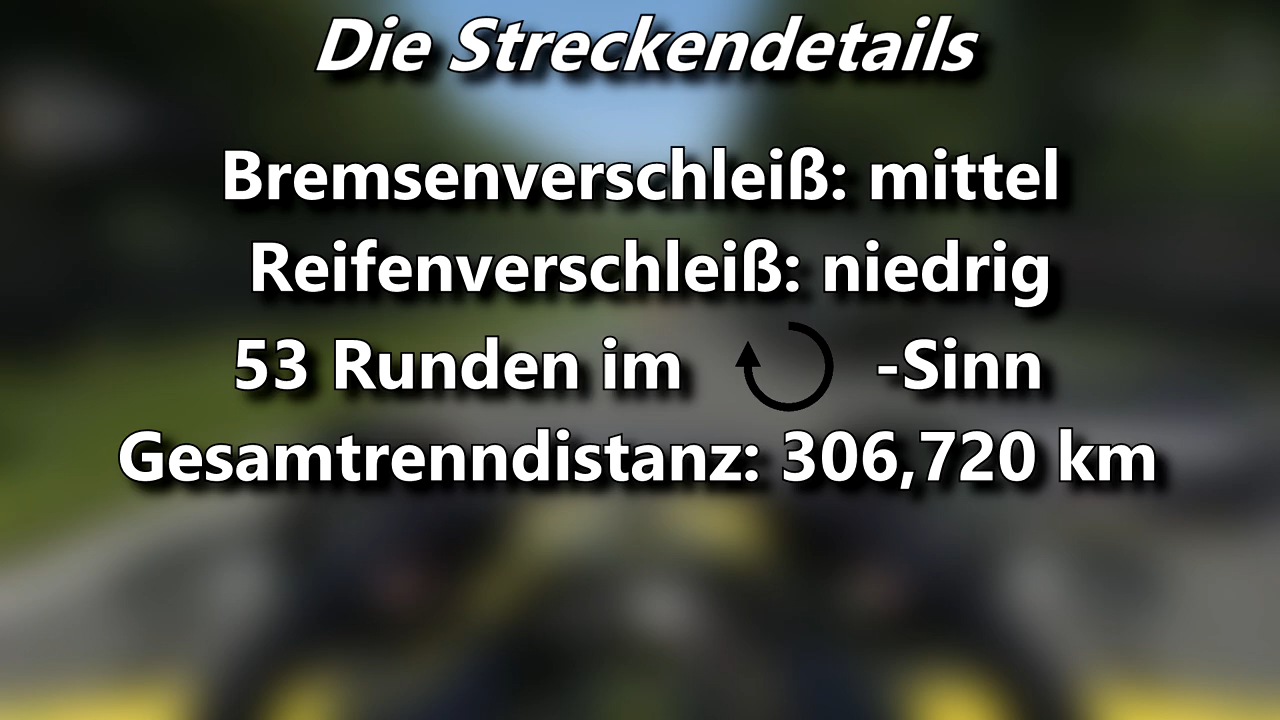 Die Streckendetails
Bremsenverschleiß: mittel
Reifenverschleiß: niedrig
53 Runden im -Sinn
Gesamtrenndistanz: 306,720 km